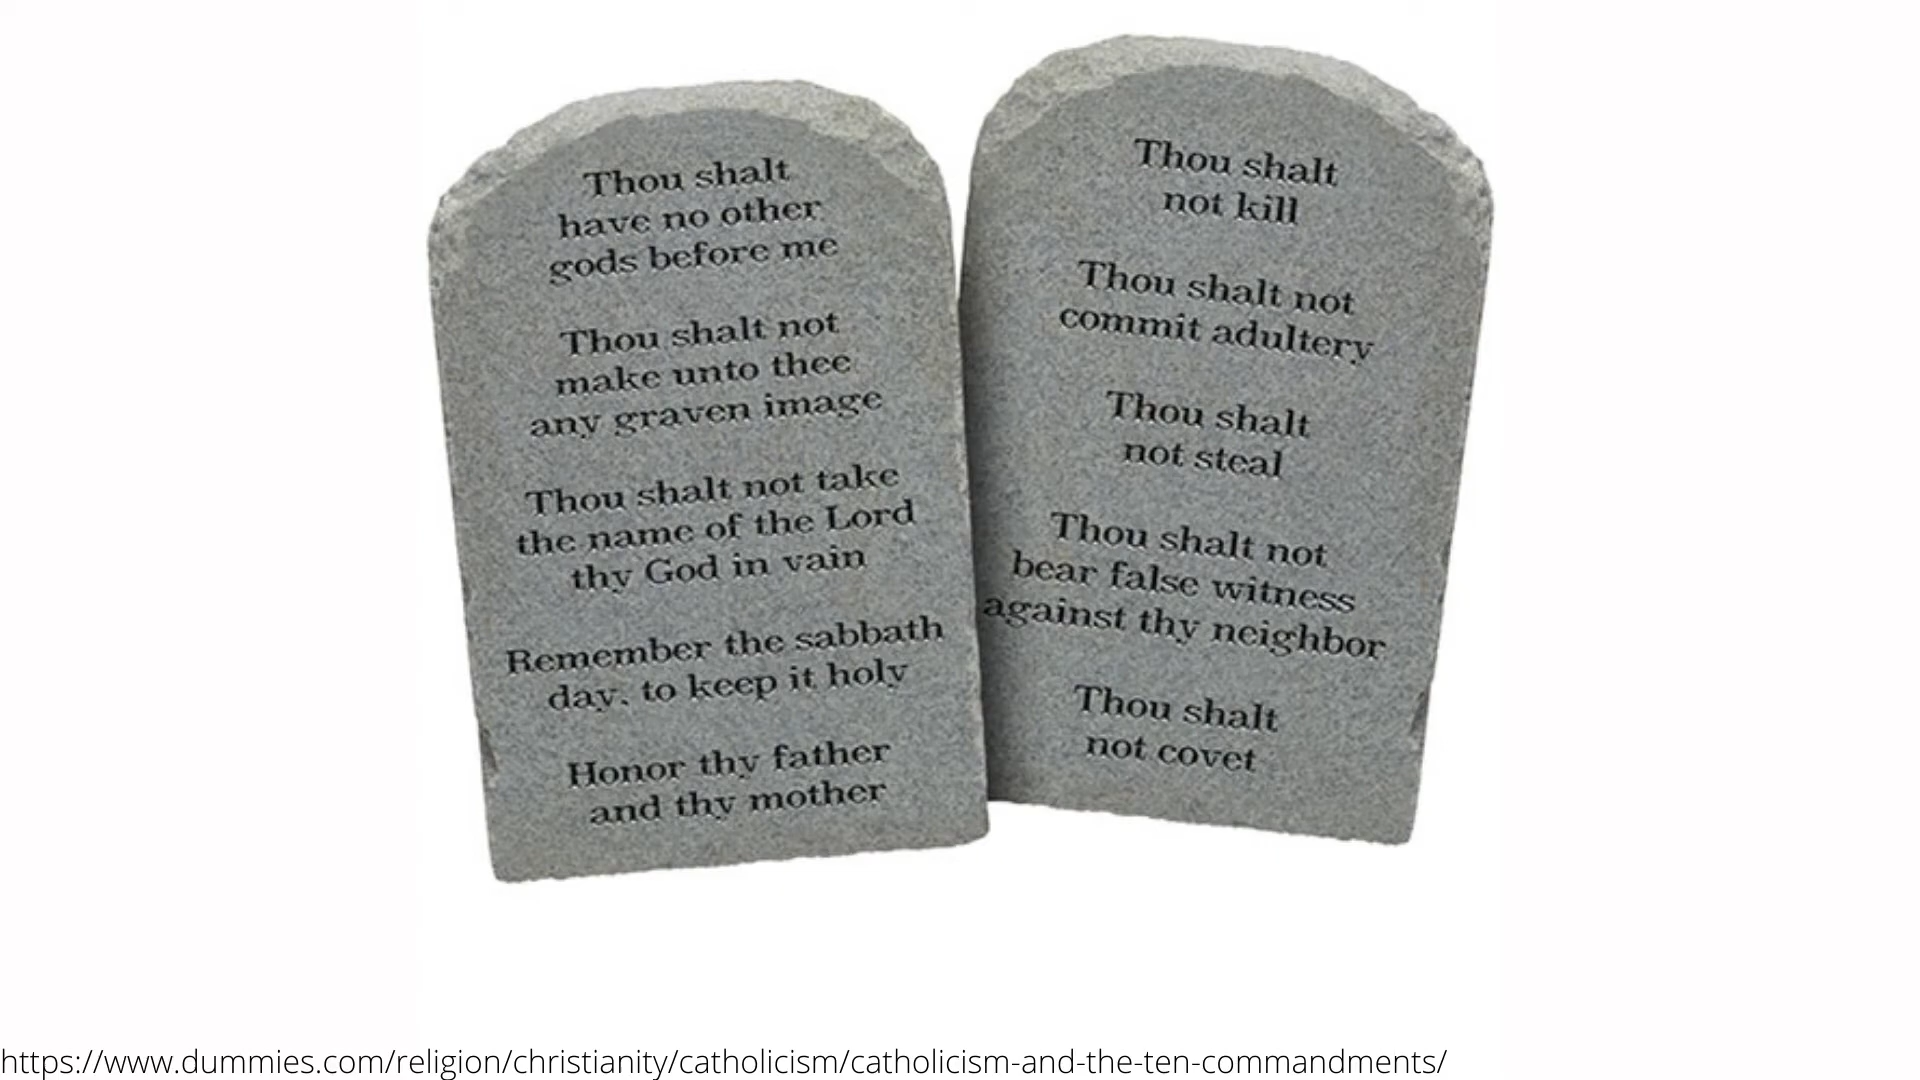 Thou shalt
have no other
gods before me
Thou shalt not
make unto thee
any graven image
Thou shalt not take
the name of the Lord
thy God in vain
Remember the sabbath
day, to keep it holy
Honor thy father
and thy mother
Thou shalt
not kill
Thou shalt not
commit adultery
Thou shalt
not steal
Thou shalt not
bear false witness
against thy neighbor
Thou shalt
not covet
https://www.dummies.com/religion/christianity/catholicism/catholicism-and-the-ten-commandments/